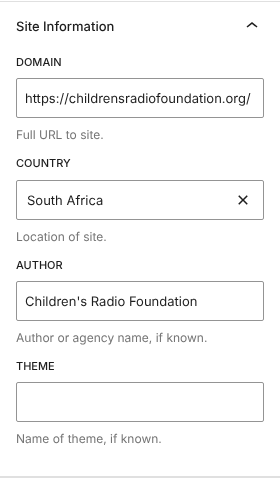 Site Information
DOMAIN
https://childrensradiofoundation.org/
Full URL to site.
COUNTRY
South Africa
Location of site.
AUTHOR
Children's Radio Foundation
Author or agency name, if known.
THEME
Name of theme, if known.